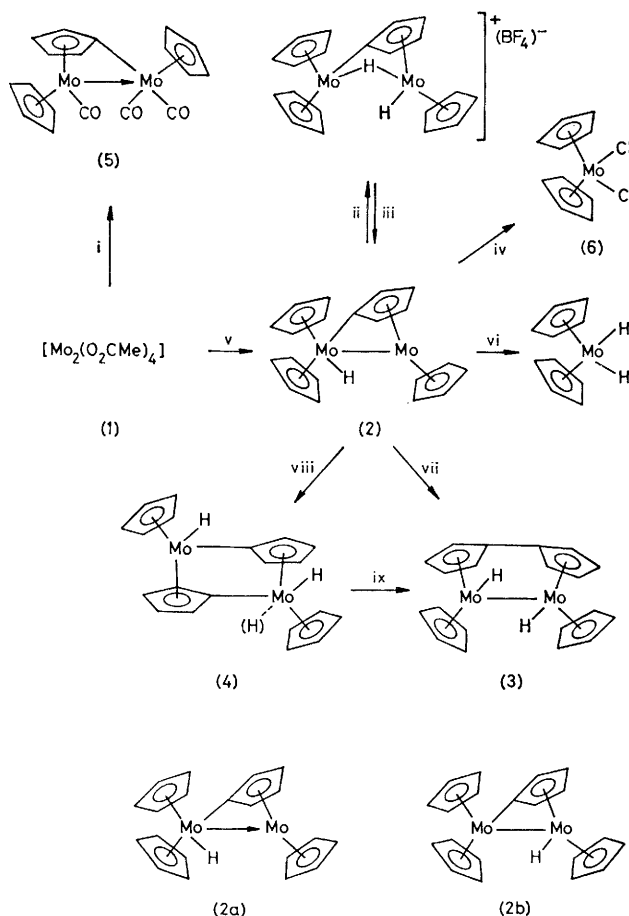 +
(BF₄)⁻
Mo Mo
CO CO CO
(5)
Mo H Mo
H
Mo
C
C
(6)
i
ii iii
iv
[Mo₂(O₂CMe)₄]
v
Mo Mo
H
vi
Mo
H
H
(1)
(2)
viii
vii
H
Mo
H
Mo
(H)
(4)
ix
H
Mo Mo
H
(3)
Mo Mo
H
(2a)
Mo Mo
H
(2b)